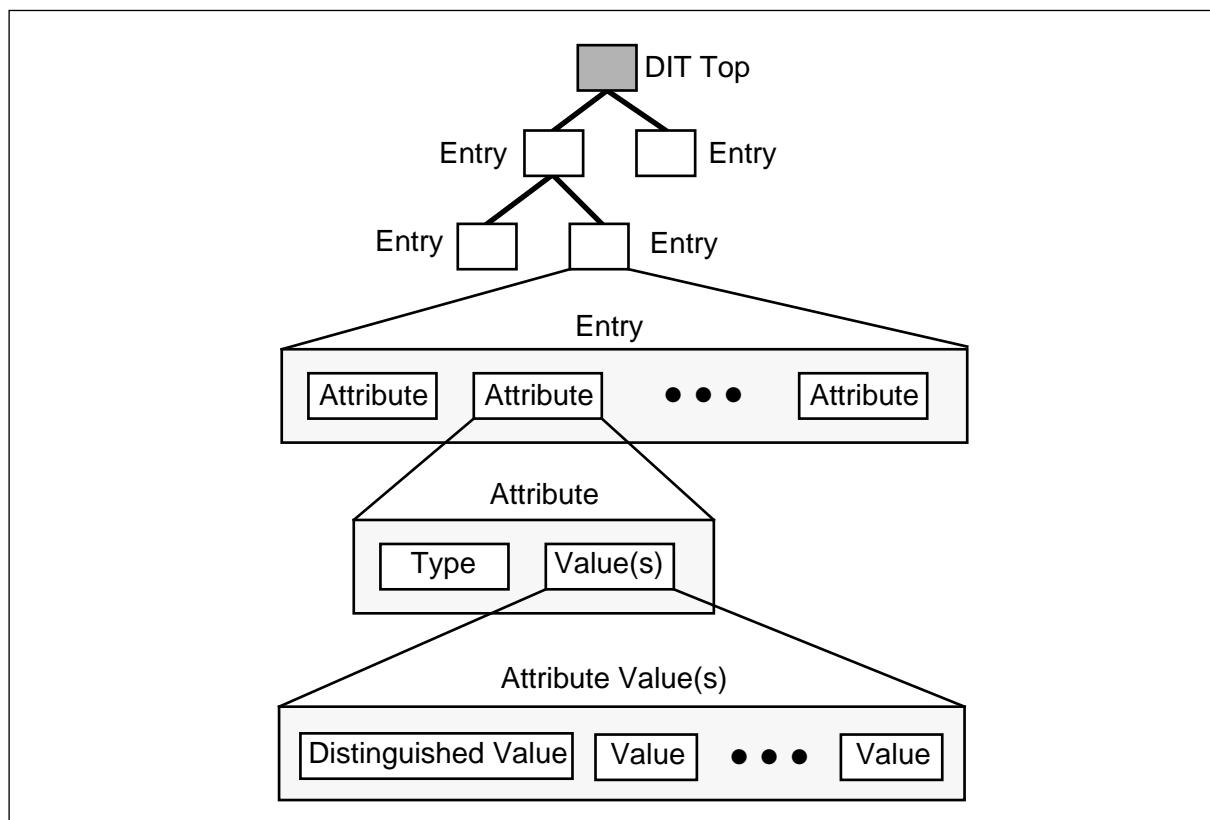 DIT Top
Entry Entry
Entry Entry
Entry
Attribute Attribute ● ● ● Attribute
Attribute
Type Value(s)
Attribute Value(s)
Distinguished Value Value ● ● ● Value